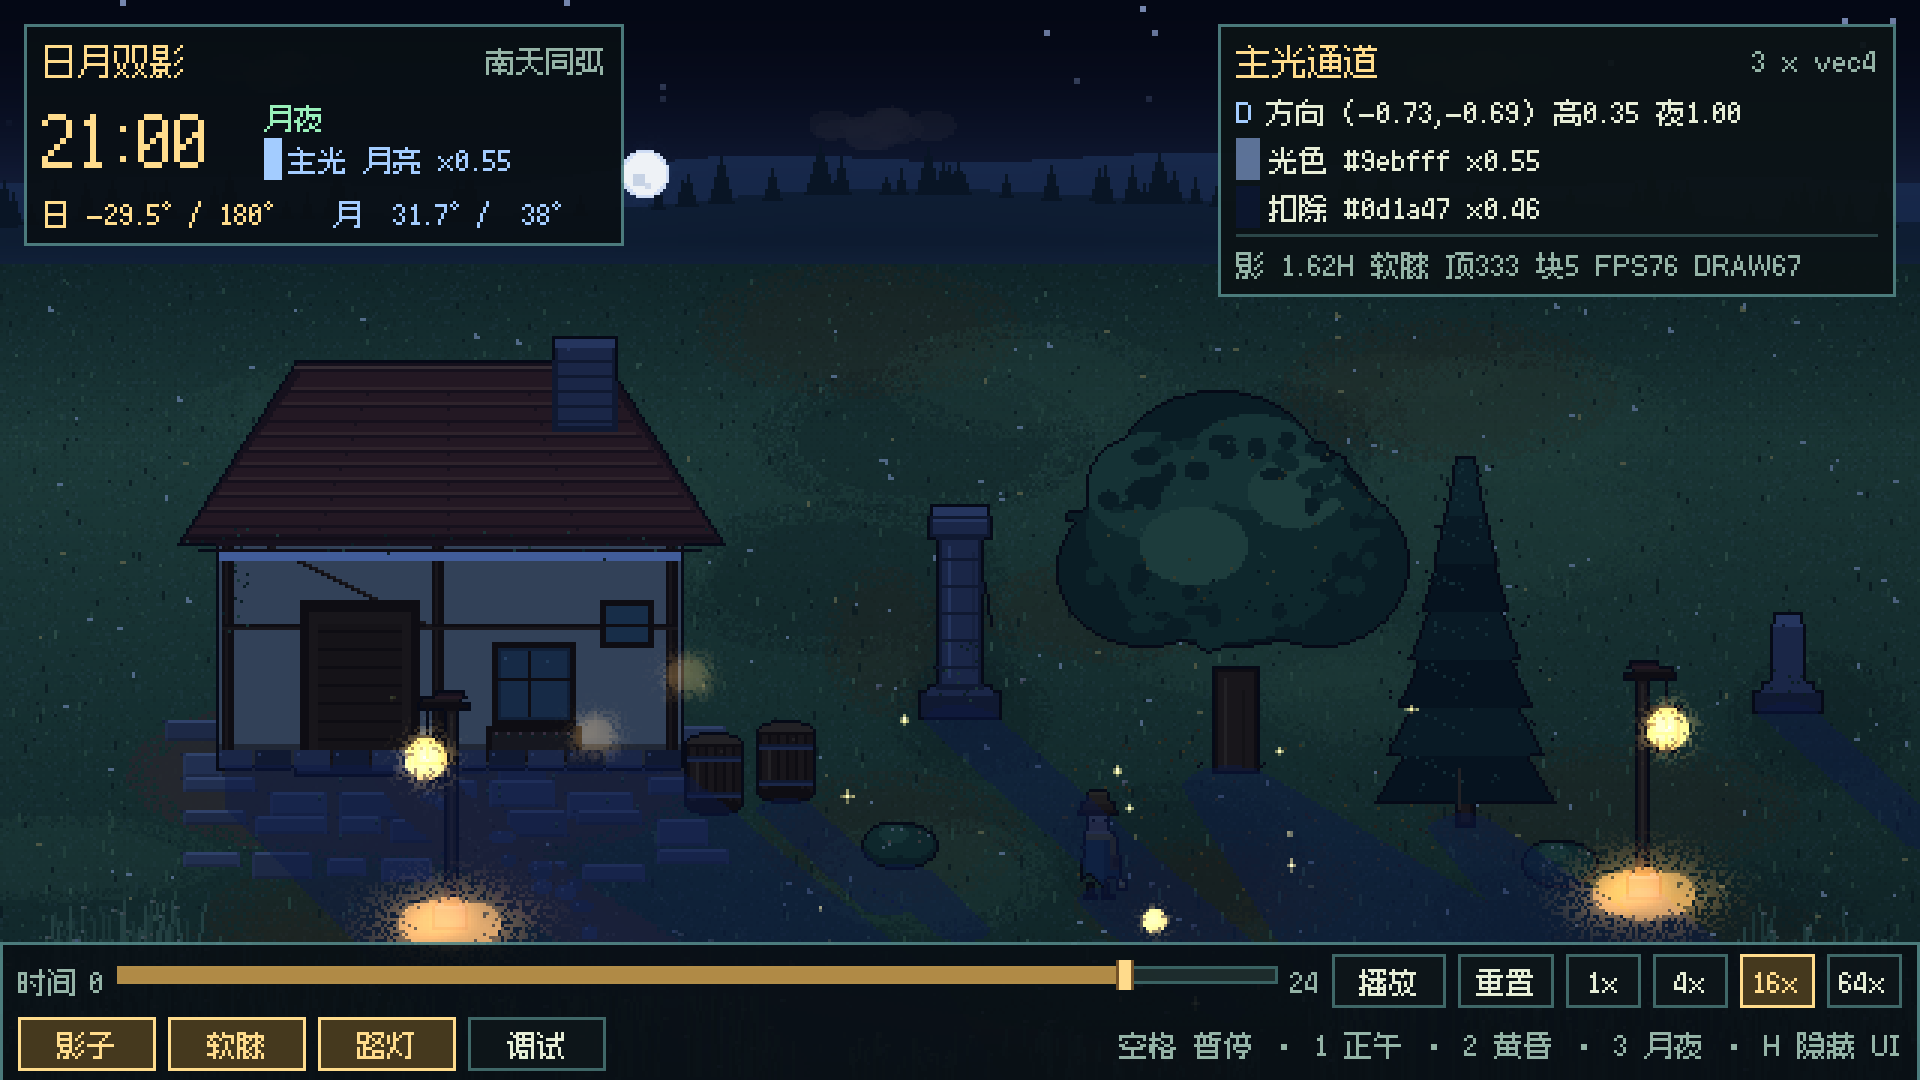 日月双影 南天同弧
21:00 月夜
主光 月亮 x0.55
日 -29.5° / 180° 月 31.7° / 38°
主光通道 3 x vec4
D 方向 (-0.73,-0.69) 高0.35 夜1.00
光色 #9ebfff x0.55
扣除 #0d1a47 x0.46
影 1.62H 软 顶333 块5 FPS76 DRAW67
时间 0 24 播放 重置 1x 4x 16x 64x
影子 软 路灯 调试 空格 暂停 · 1 正午 · 2 黄昏 · 3 月夜 · H 隐藏 UI